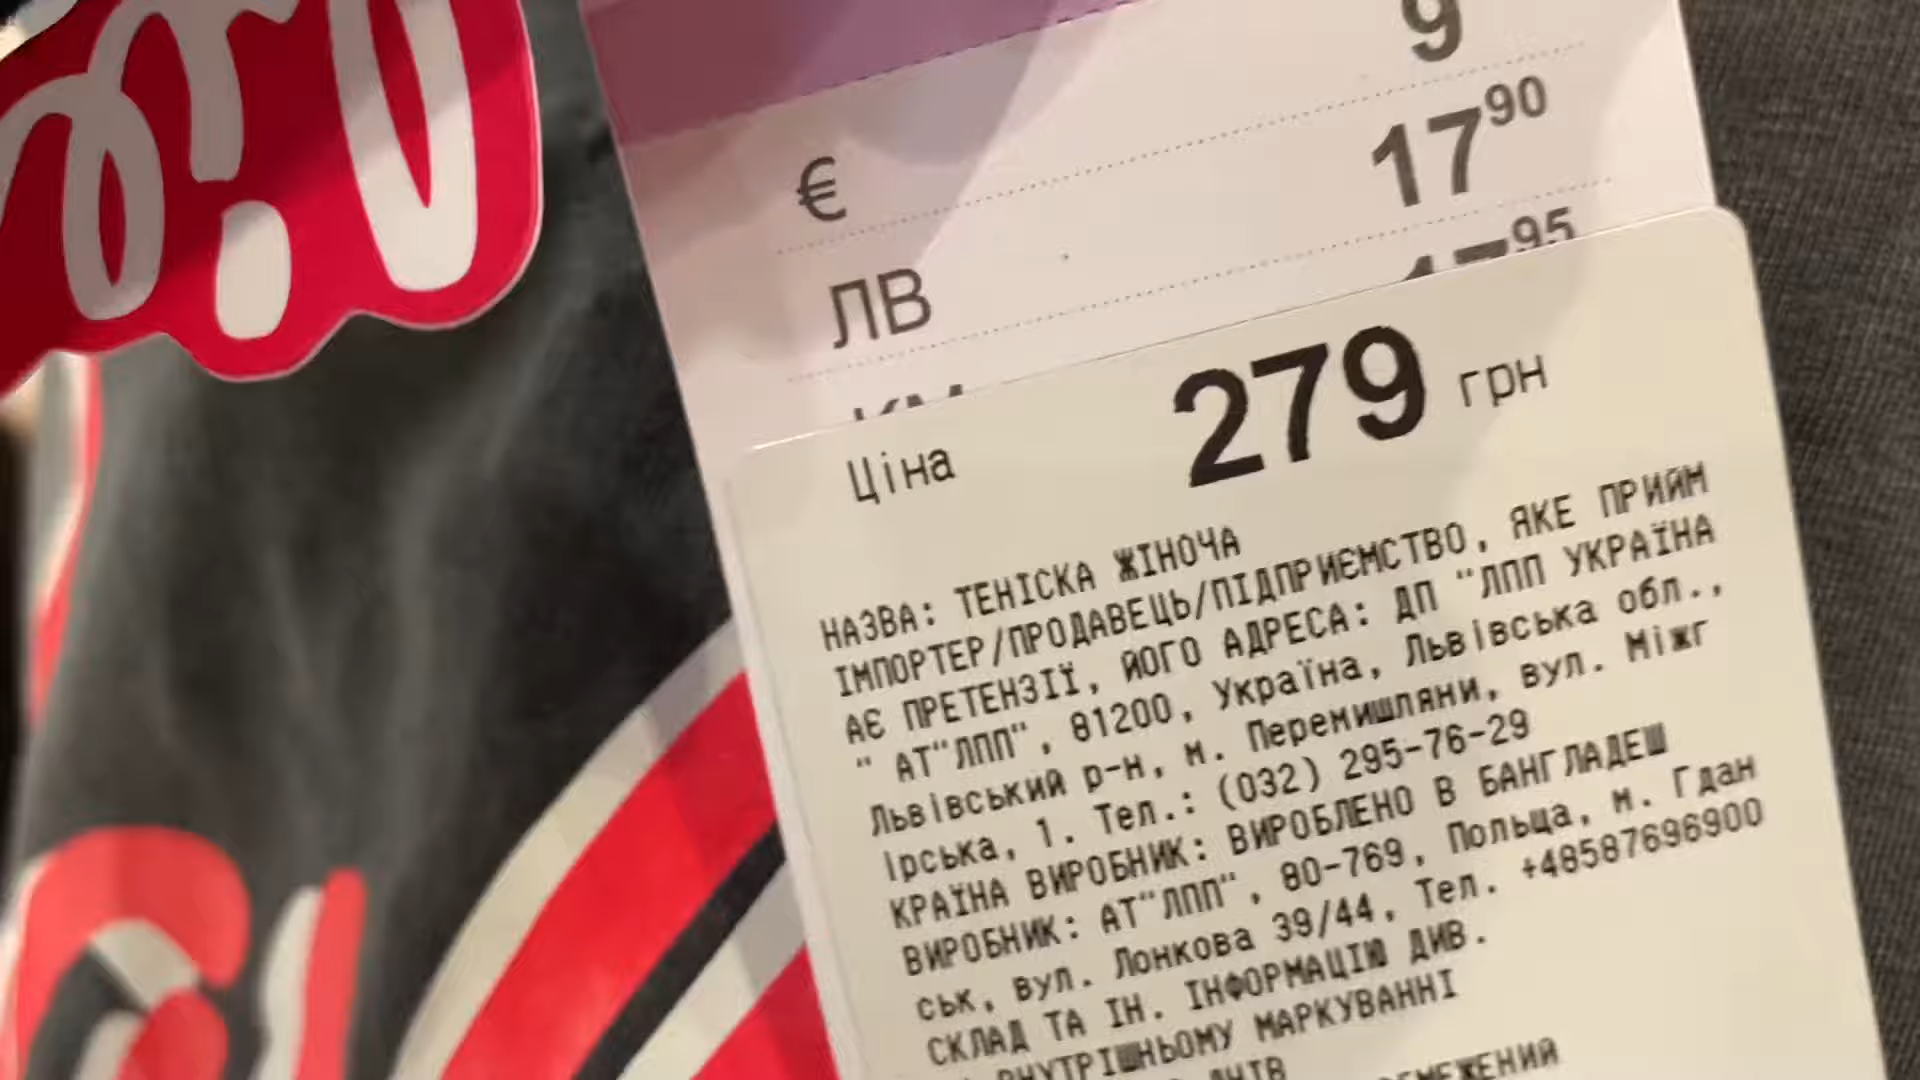 9
€ 17 90
ЛВ 95
Ціна 279 грн
НАЗВА: ТЕНІСКА ЖІНОЧА
ІМПОРТЕР/ПРОДАВЕЦЬ/ПІДПРИЄМСТВО, ЯКЕ ПРИЙМ
АЄ ПРЕТЕНЗІЇ, ЙОГО АДРЕСА: ДП "ЛПП УКРАЇНА
" АТ"ЛПП", 81200, Україна, Львівська обл.,
Львівський р-н, м. Перемишляни, вул. Міжг
ірська, 1. Тел.: (032) 295-76-29
КРАЇНА ВИРОБНИК: ВИРОБЛЕНО В БАНГЛАДЕШ
ВИРОБНИК: АТ"ЛПП", 80-769, Польща, м. Гдан
ськ, вул. Лонкова 39/44, Тел. +48587696900
СКЛАД ТА ІН. ІНФОРМАЦІЮ ДИВ.
ВНУТРІШНЬОМУ МАРКУВАННІ